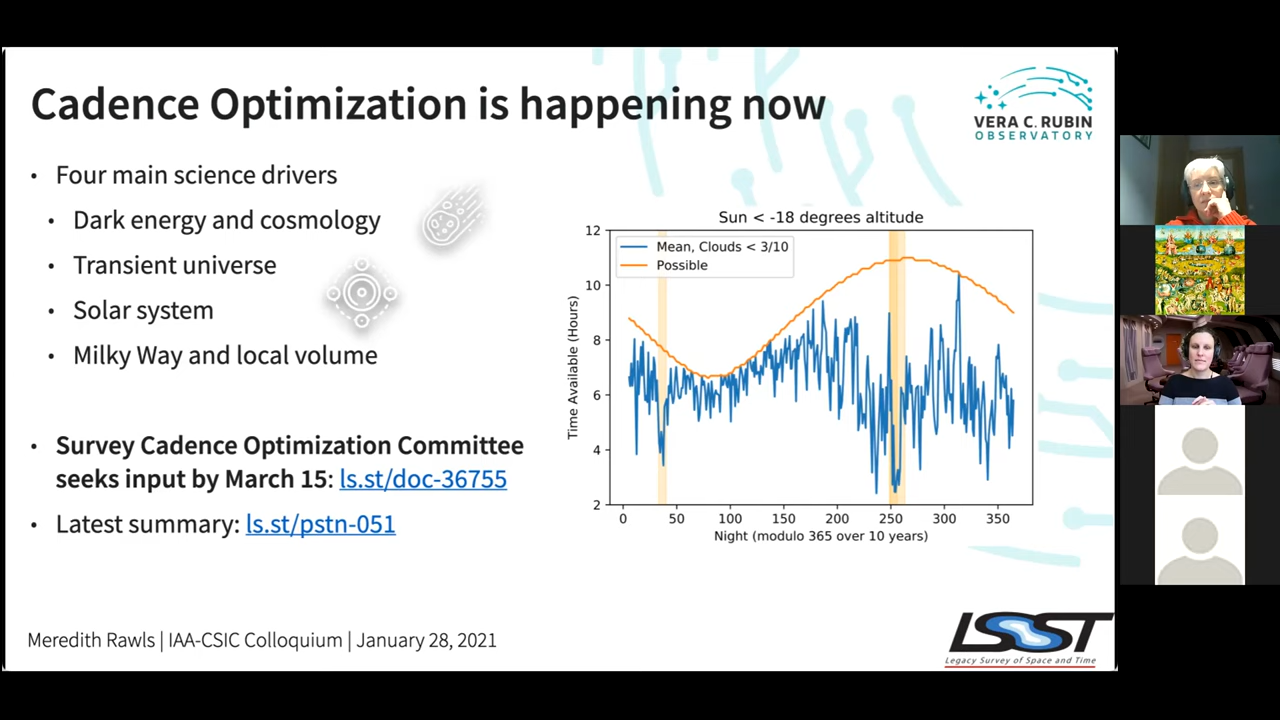 Cadence Optimization is happening now
VERA C. RUBIN
OBSERVATORY
• Four main science drivers
• Dark energy and cosmology
• Transient universe
• Solar system
• Milky Way and local volume
• Survey Cadence Optimization Committee
seeks input by March 15: ls.st/doc-36755
• Latest summary: ls.st/pstn-051
Sun < -18 degrees altitude
Mean, Clouds < 3/10
Possible
Time Available (Hours)
12
10
8
6
4
2
0 50 100 150 200 250 300 350
Night (modulo 365 over 10 years)
Meredith Rawls | IAA-CSIC Colloquium | January 28, 2021
LSST
Legacy Survey of Space and Time